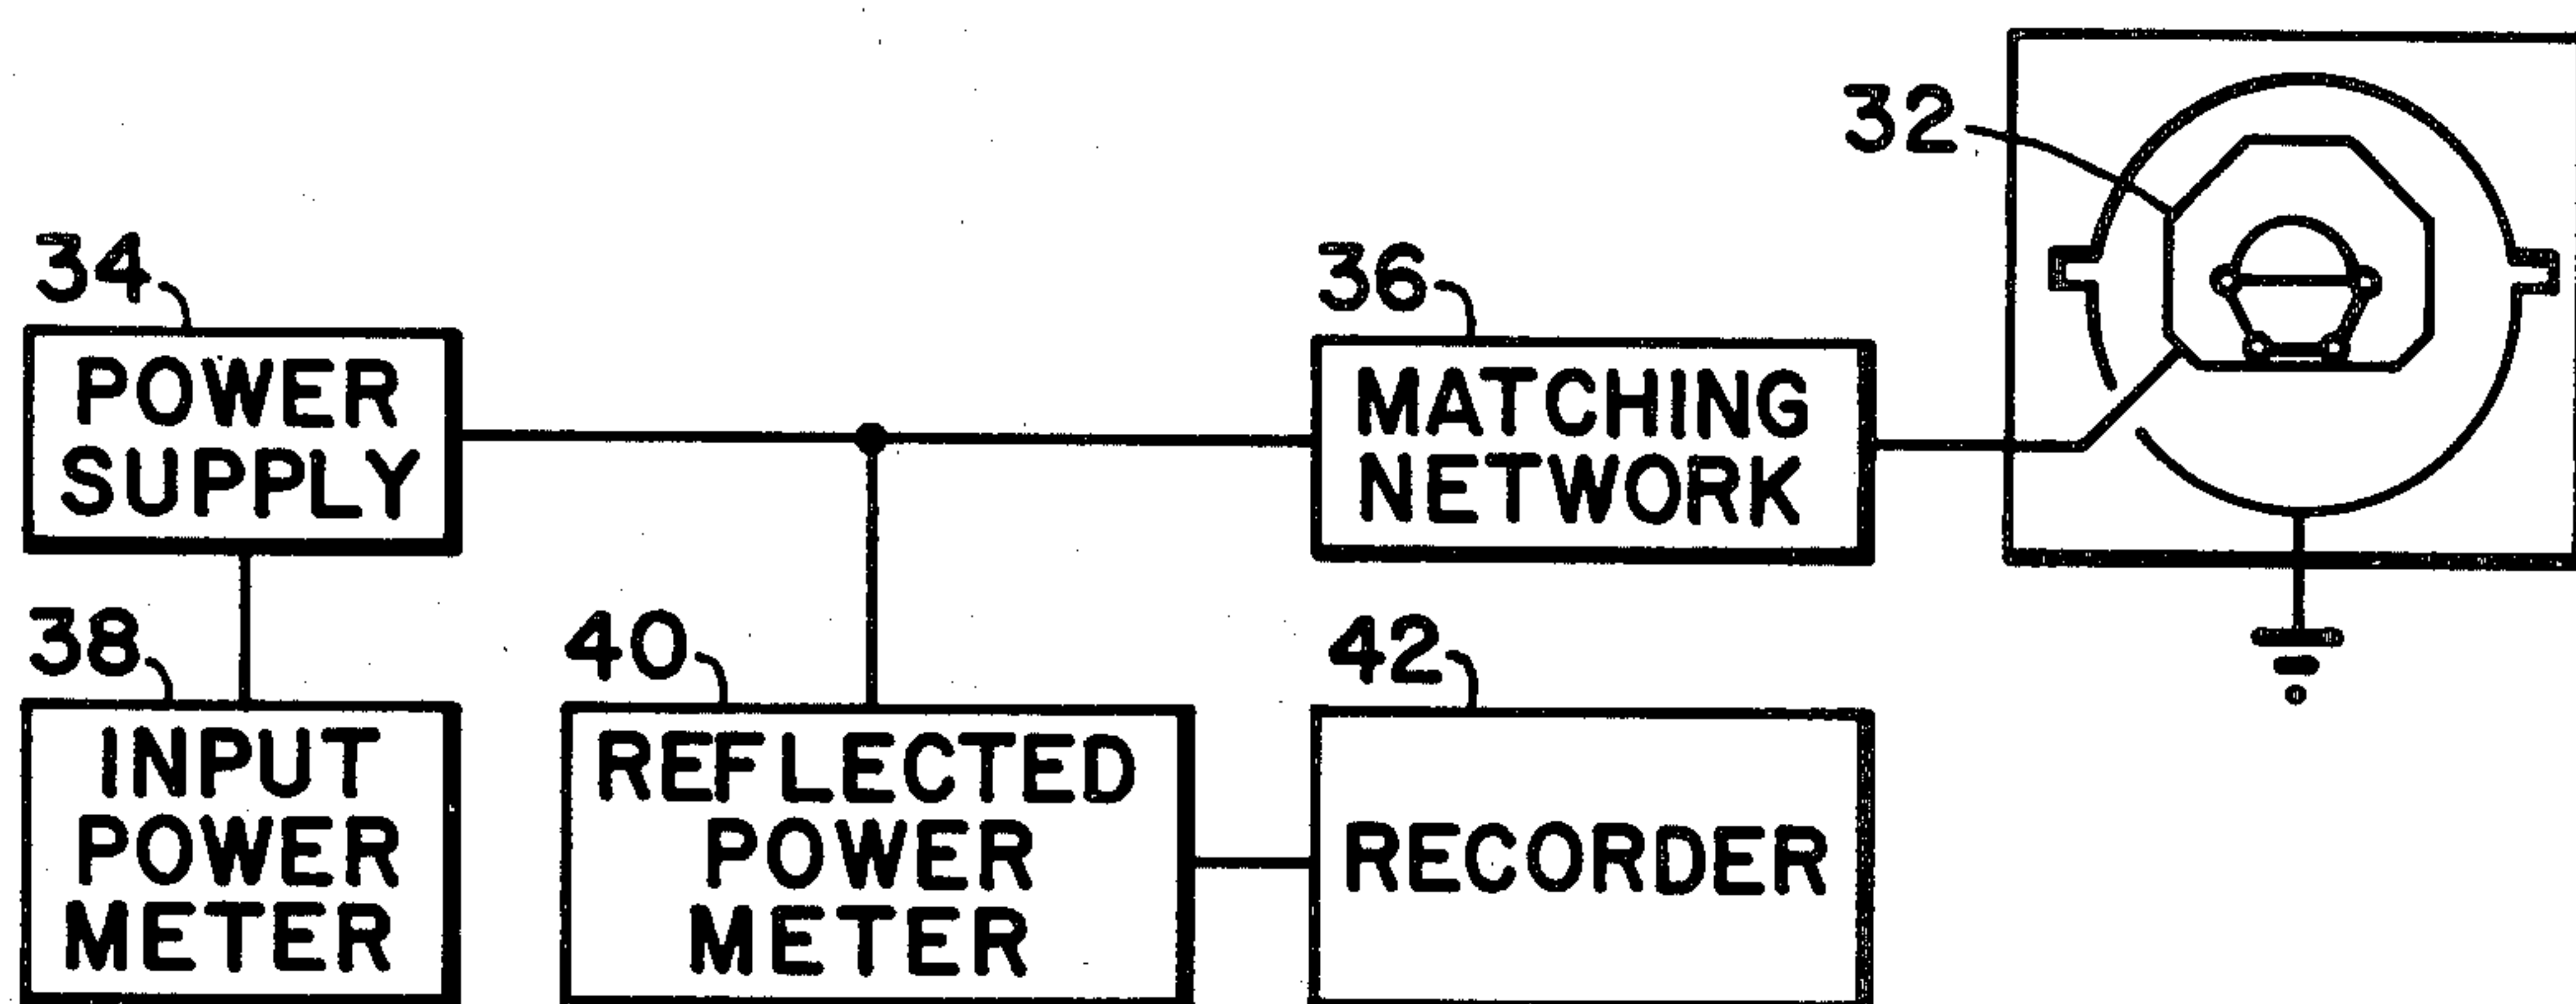 32
34
POWER
SUPPLY
36
MATCHING
NETWORK
38
INPUT
POWER
METER
40
REFLECTED
POWER
METER
42
RECORDER